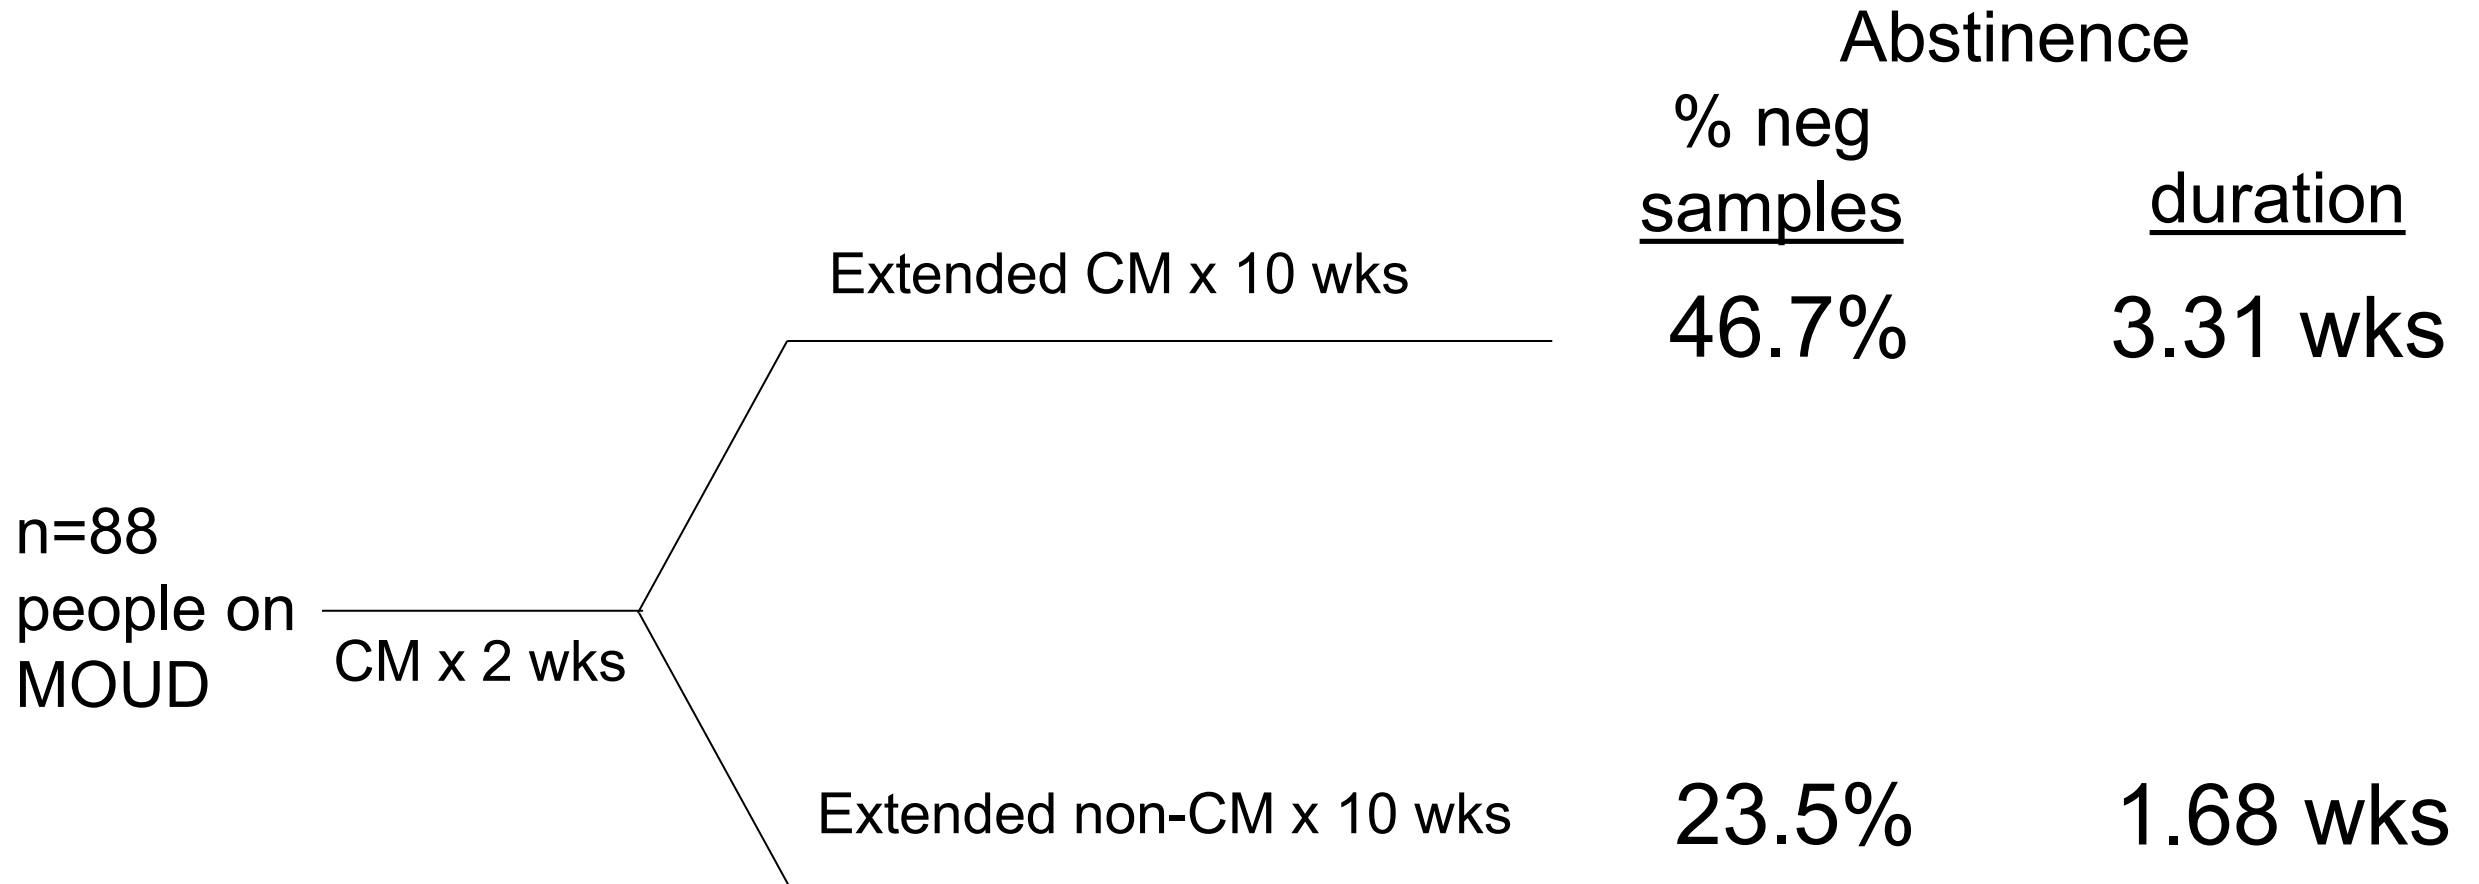 Abstinence
% neg
samples
duration
Extended CM x 10 wks
46.7%
3.31 wks
n=88
people on
MOUD
CM x 2 wks
Extended non-CM x 10 wks
23.5%
1.68 wks